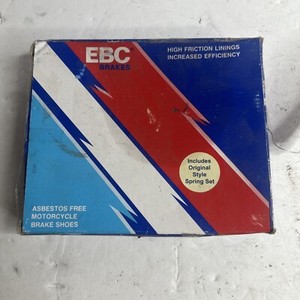 EBC
BRAKES
HIGH FRICTION LININGS
INCREASED EFFICIENCY
Includes
Original
Style
Spring Set
ASBESTOS FREE
MOTORCYCLE
BRAKE SHOES